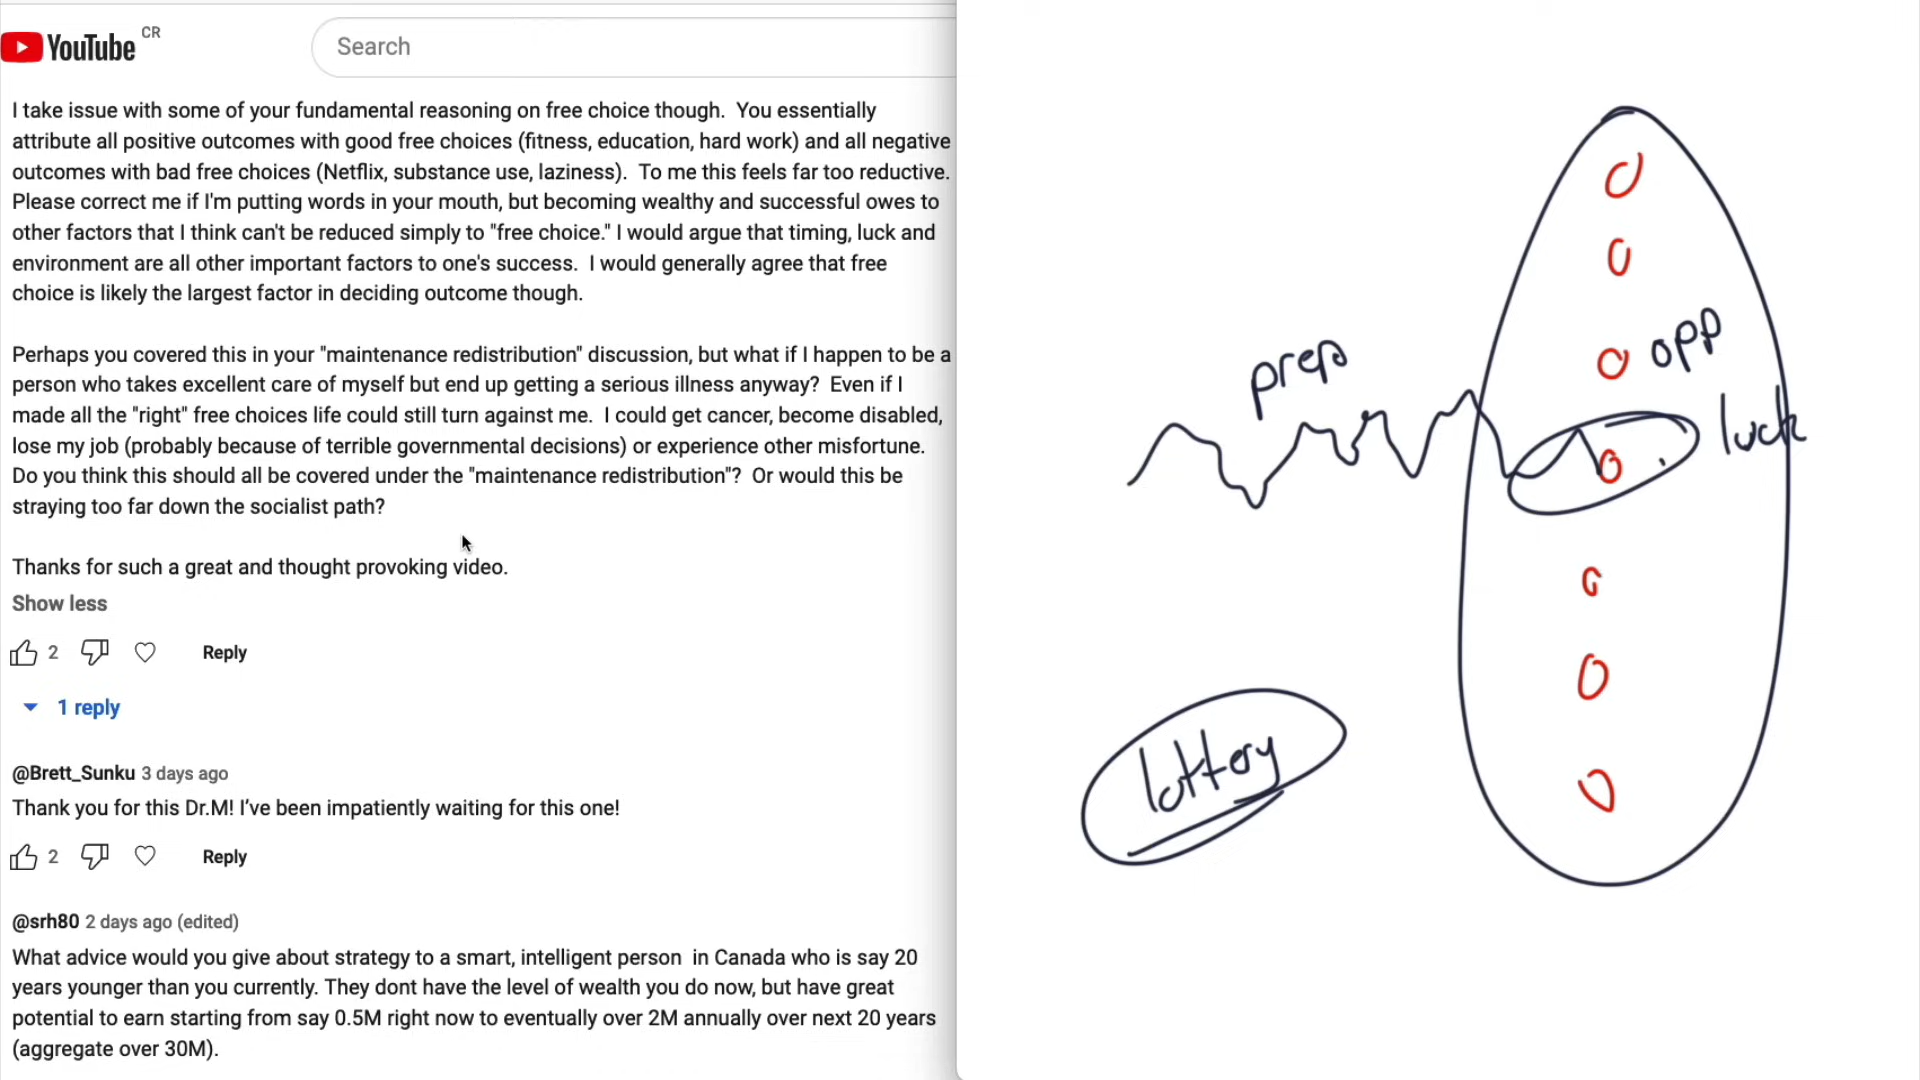 YouTube CR
Search
I take issue with some of your fundamental reasoning on free choice though. You essentially
attribute all positive outcomes with good free choices (fitness, education, hard work) and all negative
outcomes with bad free choices (Netflix, substance use, laziness). To me this feels far too reductive.
Please correct me if I'm putting words in your mouth, but becoming wealthy and successful owes to
other factors that I think can't be reduced simply to "free choice." I would argue that timing, luck and
environment are all other important factors to one's success. I would generally agree that free
choice is likely the largest factor in deciding outcome though.
Perhaps you covered this in your "maintenance redistribution" discussion, but what if I happen to be a
person who takes excellent care of myself but end up getting a serious illness anyway? Even if I
made all the "right" free choices life could still turn against me. I could get cancer, become disabled,
lose my job (probably because of terrible governmental decisions) or experience other misfortune.
Do you think this should all be covered under the "maintenance redistribution"? Or would this be
straying too far down the socialist path?
Thanks for such a great and thought provoking video.
Show less
2 Reply
1 reply
@Brett_Sunku 3 days ago
Thank you for this Dr.M! I’ve been impatiently waiting for this one!
2 Reply
@srh80 2 days ago (edited)
What advice would you give about strategy to a smart, intelligent person in Canada who is say 20
years younger than you currently. They dont have the level of wealth you do now, but have great
potential to earn starting from say 0.5M right now to eventually over 2M annually over next 20 years
(aggregate over 30M).
prep
opp
luck
lottery